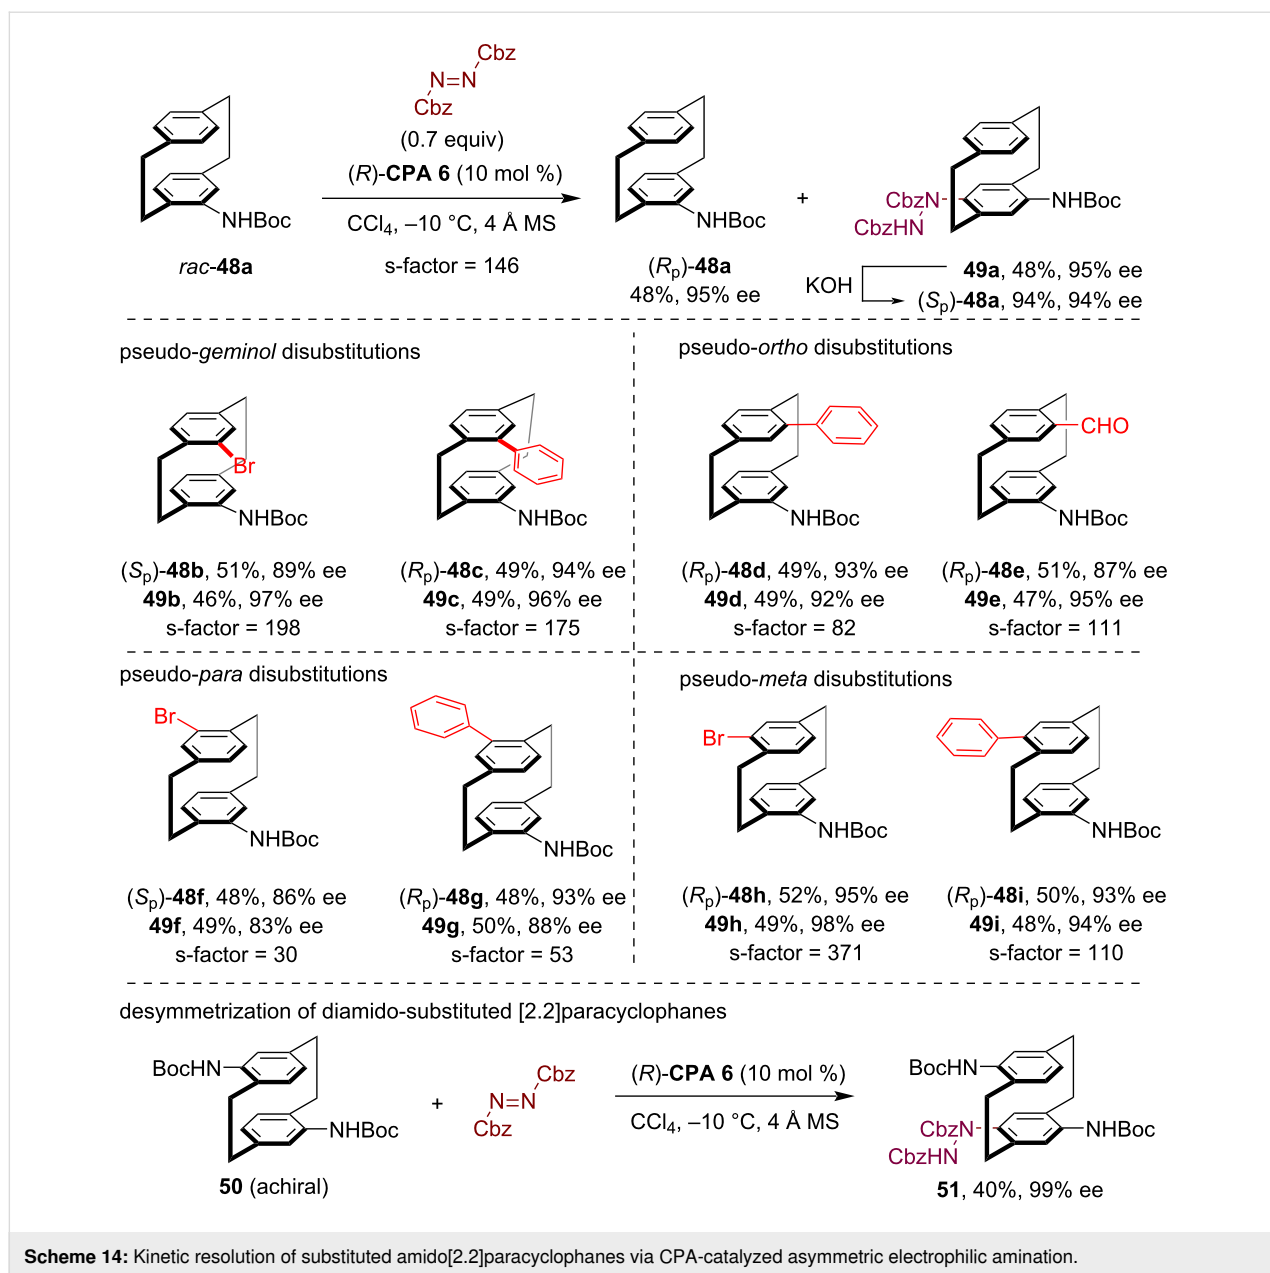 Cbz
N=N
Cbz
(0.7 equiv)
(R)-CPA 6 (10 mol %)
CCl4, –10 °C, 4 Å MS
s-factor = 146
NHBoc
rac-48a
NHBoc
(Rp)-48a
48%, 95% ee
+
CbzN
CbzHN
NHBoc
49a, 48%, 95% ee
KOH
(Sp)-48a, 94%, 94% ee
pseudo-geminol disubstitutions
Br
NHBoc
(Sp)-48b, 51%, 89% ee
49b, 46%, 97% ee
s-factor = 198
NHBoc
(Rp)-48c, 49%, 94% ee
49c, 49%, 96% ee
s-factor = 175
pseudo-ortho disubstitutions
NHBoc
(Rp)-48d, 49%, 93% ee
49d, 49%, 92% ee
s-factor = 82
CHO
NHBoc
(Rp)-48e, 51%, 87% ee
49e, 47%, 95% ee
s-factor = 111
pseudo-para disubstitutions
Br
NHBoc
(Sp)-48f, 48%, 86% ee
49f, 49%, 83% ee
s-factor = 30
NHBoc
(Rp)-48g, 48%, 93% ee
49g, 50%, 88% ee
s-factor = 53
pseudo-meta disubstitutions
Br
NHBoc
(Rp)-48h, 52%, 95% ee
49h, 49%, 98% ee
s-factor = 371
NHBoc
(Rp)-48i, 50%, 93% ee
49i, 48%, 94% ee
s-factor = 110
desymmetrization of diamido-substituted [2.2]paracyclophanes
BocHN
NHBoc
50 (achiral)
+
Cbz
N=N
Cbz
(R)-CPA 6 (10 mol %)
CCl4, –10 °C, 4 Å MS
BocHN
CbzN
CbzHN
NHBoc
51, 40%, 99% ee
Scheme 14: Kinetic resolution of substituted amido[2.2]paracyclophanes via CPA-catalyzed asymmetric electrophilic amination.